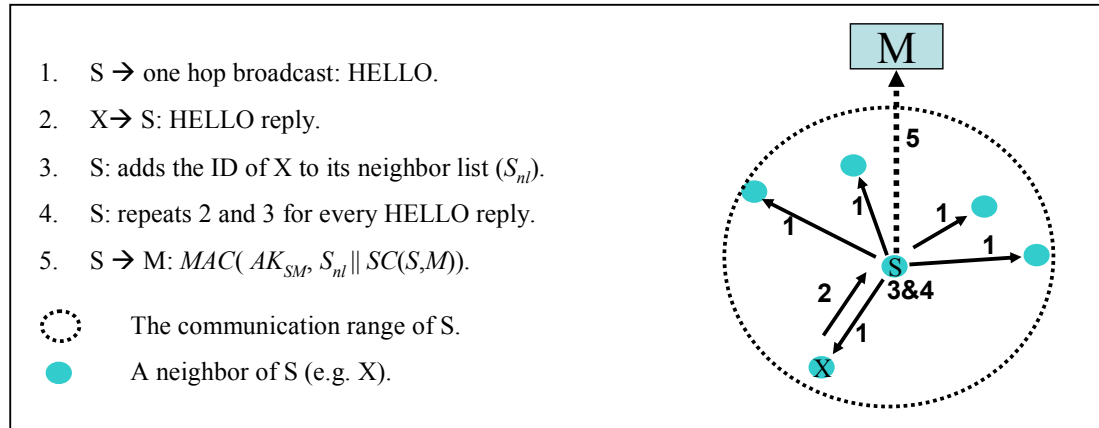 1. S → one hop broadcast: HELLO.
2. X→ S: HELLO reply.
3. S: adds the ID of X to its neighbor list (Snl).
4. S: repeats 2 and 3 for every HELLO reply.
5. S → M: MAC( AKSM, Snl || SC(S,M)).
The communication range of S.
A neighbor of S (e.g. X).
M
5
1
1
1
1
S
3&4
2
1
X